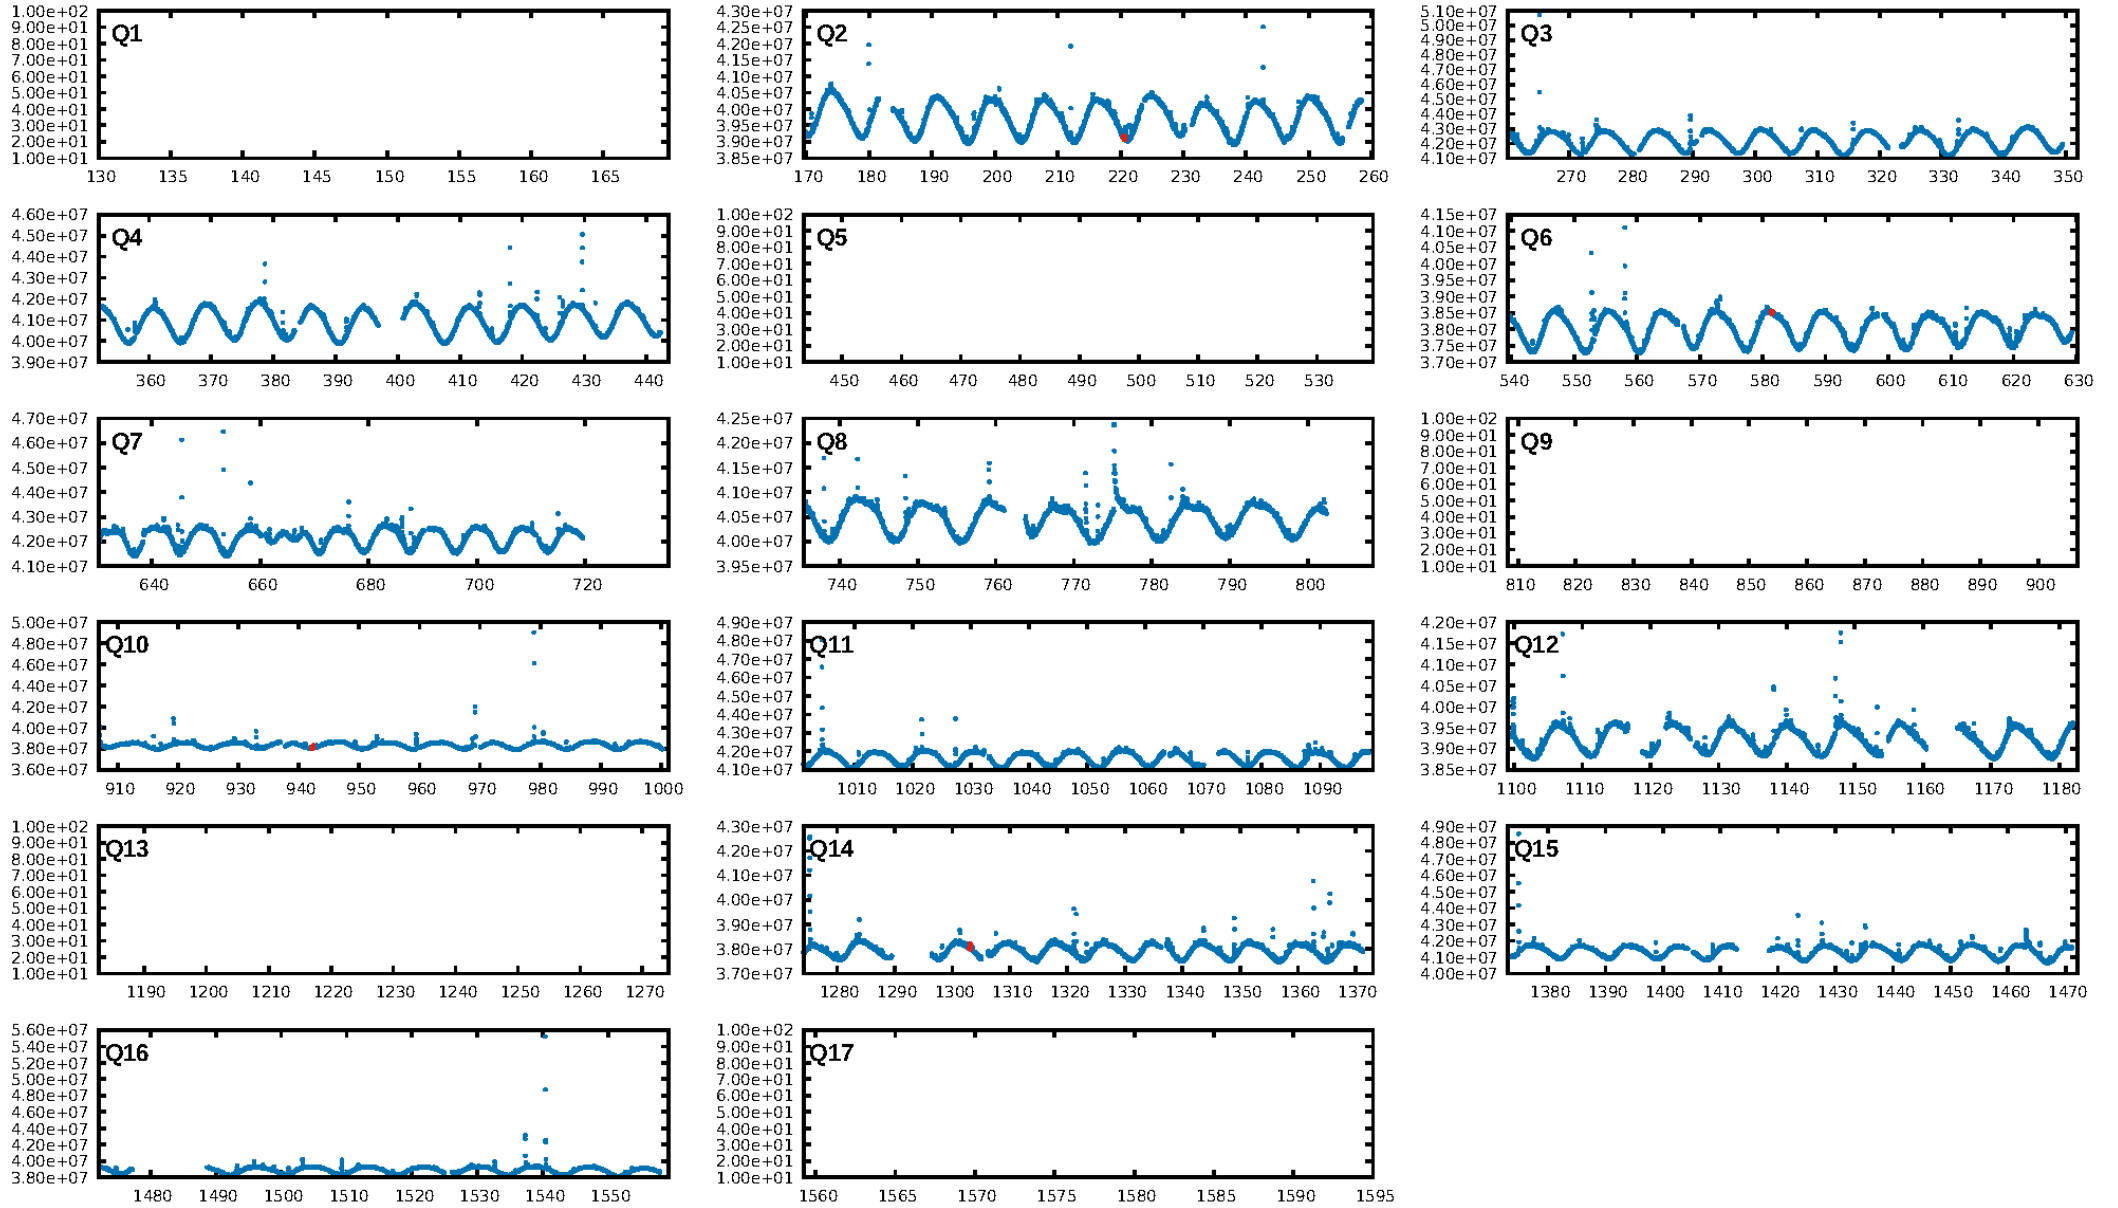 1.00e+02
9.00e+01
8.00e+01
7.00e+01
6.00e+01
5.00e+01
4.00e+01
3.00e+01
2.00e+01
1.00e+01
Q1
130 135 140 145 150 155 160 165
4.30e+07
4.25e+07
4.20e+07
4.15e+07
4.10e+07
4.05e+07
4.00e+07
3.95e+07
3.90e+07
3.85e+07
Q2
170 180 190 200 210 220 230 240 250 260
5.10e+07
5.00e+07
4.90e+07
4.80e+07
4.70e+07
4.60e+07
4.50e+07
4.40e+07
4.30e+07
4.20e+07
4.10e+07
Q3
270 280 290 300 310 320 330 340 350
4.60e+07
4.50e+07
4.40e+07
4.30e+07
4.20e+07
4.10e+07
4.00e+07
3.90e+07
Q4
360 370 380 390 400 410 420 430 440
1.00e+02
9.00e+01
8.00e+01
7.00e+01
6.00e+01
5.00e+01
4.00e+01
3.00e+01
2.00e+01
1.00e+01
Q5
450 460 470 480 490 500 510 520 530
4.15e+07
4.10e+07
4.05e+07
4.00e+07
3.95e+07
3.90e+07
3.85e+07
3.80e+07
3.75e+07
3.70e+07
Q6
540 550 560 570 580 590 600 610 620 630
4.70e+07
4.60e+07
4.50e+07
4.40e+07
4.30e+07
4.20e+07
4.10e+07
Q7
640 660 680 700 720
4.25e+07
4.20e+07
4.15e+07
4.10e+07
4.05e+07
4.00e+07
3.95e+07
Q8
740 750 760 770 780 790 800
1.00e+02
9.00e+01
8.00e+01
7.00e+01
6.00e+01
5.00e+01
4.00e+01
3.00e+01
2.00e+01
1.00e+01
Q9
810 820 830 840 850 860 870 880 890 900
5.00e+07
4.80e+07
4.60e+07
4.40e+07
4.20e+07
4.00e+07
3.80e+07
3.60e+07
Q10
910 920 930 940 950 960 970 980 990 1000
4.90e+07
4.80e+07
4.70e+07
4.60e+07
4.50e+07
4.40e+07
4.30e+07
4.20e+07
4.10e+07
Q11
1010 1020 1030 1040 1050 1060 1070 1080 1090
4.20e+07
4.15e+07
4.10e+07
4.05e+07
4.00e+07
3.95e+07
3.90e+07
3.85e+07
Q12
1100 1110 1120 1130 1140 1150 1160 1170 1180
1.00e+02
9.00e+01
8.00e+01
7.00e+01
6.00e+01
5.00e+01
4.00e+01
3.00e+01
2.00e+01
1.00e+01
Q13
1190 1200 1210 1220 1230 1240 1250 1260 1270
4.30e+07
4.20e+07
4.10e+07
4.00e+07
3.90e+07
3.80e+07
3.70e+07
Q14
1280 1290 1300 1310 1320 1330 1340 1350 1360 1370
4.90e+07
4.80e+07
4.70e+07
4.60e+07
4.50e+07
4.40e+07
4.30e+07
4.20e+07
4.10e+07
4.00e+07
Q15
1380 1390 1400 1410 1420 1430 1440 1450 1460 1470
5.60e+07
5.40e+07
5.20e+07
5.00e+07
4.80e+07
4.60e+07
4.40e+07
4.20e+07
4.00e+07
3.80e+07
Q16
1480 1490 1500 1510 1520 1530 1540 1550
1.00e+02
9.00e+01
8.00e+01
7.00e+01
6.00e+01
5.00e+01
4.00e+01
3.00e+01
2.00e+01
1.00e+01
Q17
1560 1565 1570 1575 1580 1585 1590 1595